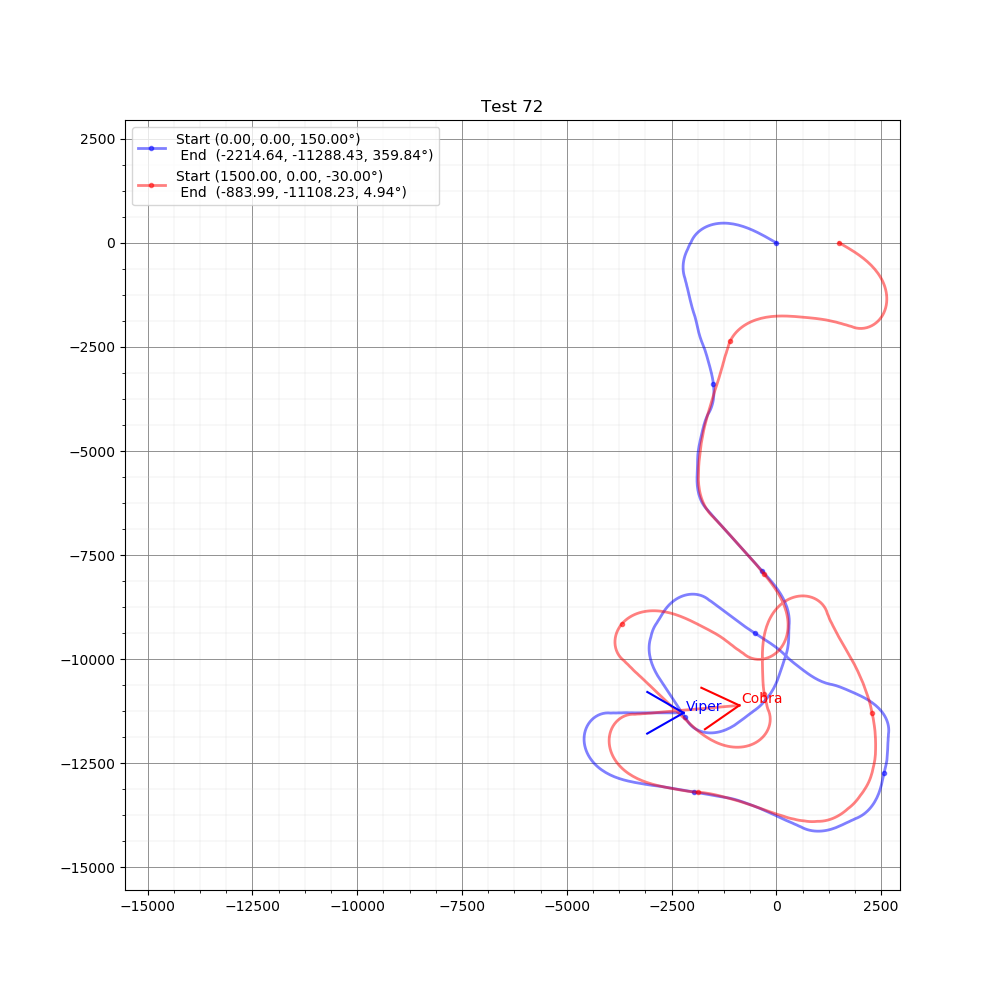 Test 72
Start (0.00, 0.00, 150.00°)
End  (-2214.64, -11288.43, 359.84°)
Start (1500.00, 0.00, -30.00°)
End  (-883.99, -11108.23, 4.94°)
2500
0
−2500
−5000
−7500
−10000
−12500
−15000
Cobra
Viper
−15000 −12500 −10000 −7500 −5000 −2500 0 2500